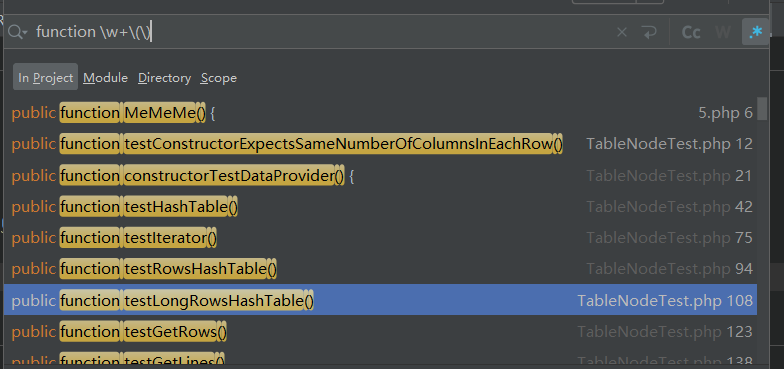 function \w+\(\)
Cc W .*
In Project Module Directory Scope
public function MeMeMe() { 5.php 6
public function testConstructorExpectsSameNumberOfColumnsInEachRow() TableNodeTest.php 12
public function constructorTestDataProvider() { TableNodeTest.php 21
public function testHashTable() TableNodeTest.php 42
public function testIterator() TableNodeTest.php 75
public function testRowsHashTable() TableNodeTest.php 94
public function testLongRowsHashTable() TableNodeTest.php 108
public function testGetRows() TableNodeTest.php 123
public function testGetLines() TableNodeTest.php 138